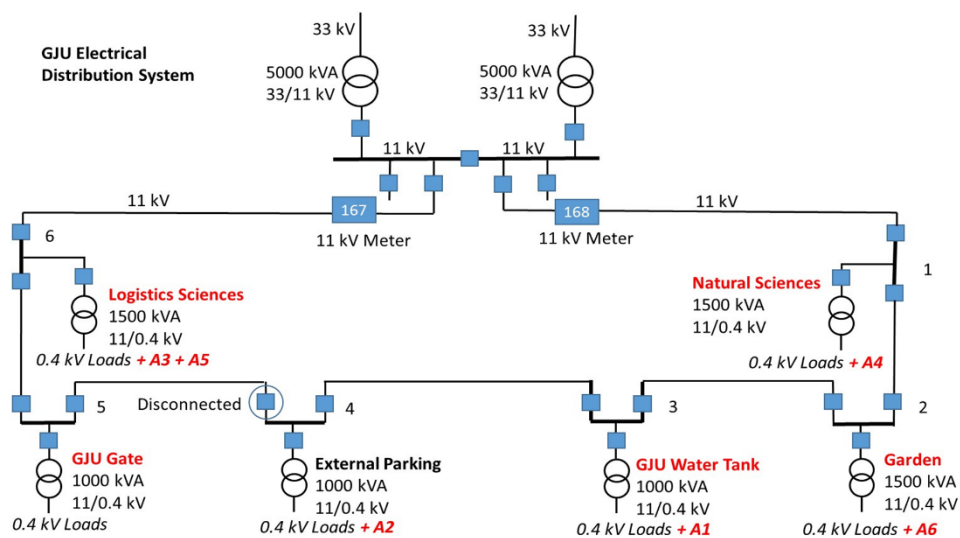 GJU Electrical
Distribution System
33 kV
5000 kVA
33/11 kV
33 kV
5000 kVA
33/11 kV
11 kV
11 kV
11 kV
167
11 kV Meter
168
11 kV Meter
11 kV
6
Logistics Sciences
1500 kVA
11/0.4 kV
0.4 kV Loads + A3 + A5
1
Natural Sciences
1500 kVA
11/0.4 kV
0.4 kV Loads + A4
5
GJU Gate
1000 kVA
11/0.4 kV
0.4 kV Loads
Disconnected
4
External Parking
1000 kVA
11/0.4 kV
0.4 kV Loads + A2
3
GJU Water Tank
1000 kVA
11/0.4 kV
0.4 kV Loads + A1
2
Garden
1500 kVA
11/0.4 kV
0.4 kV Loads + A6